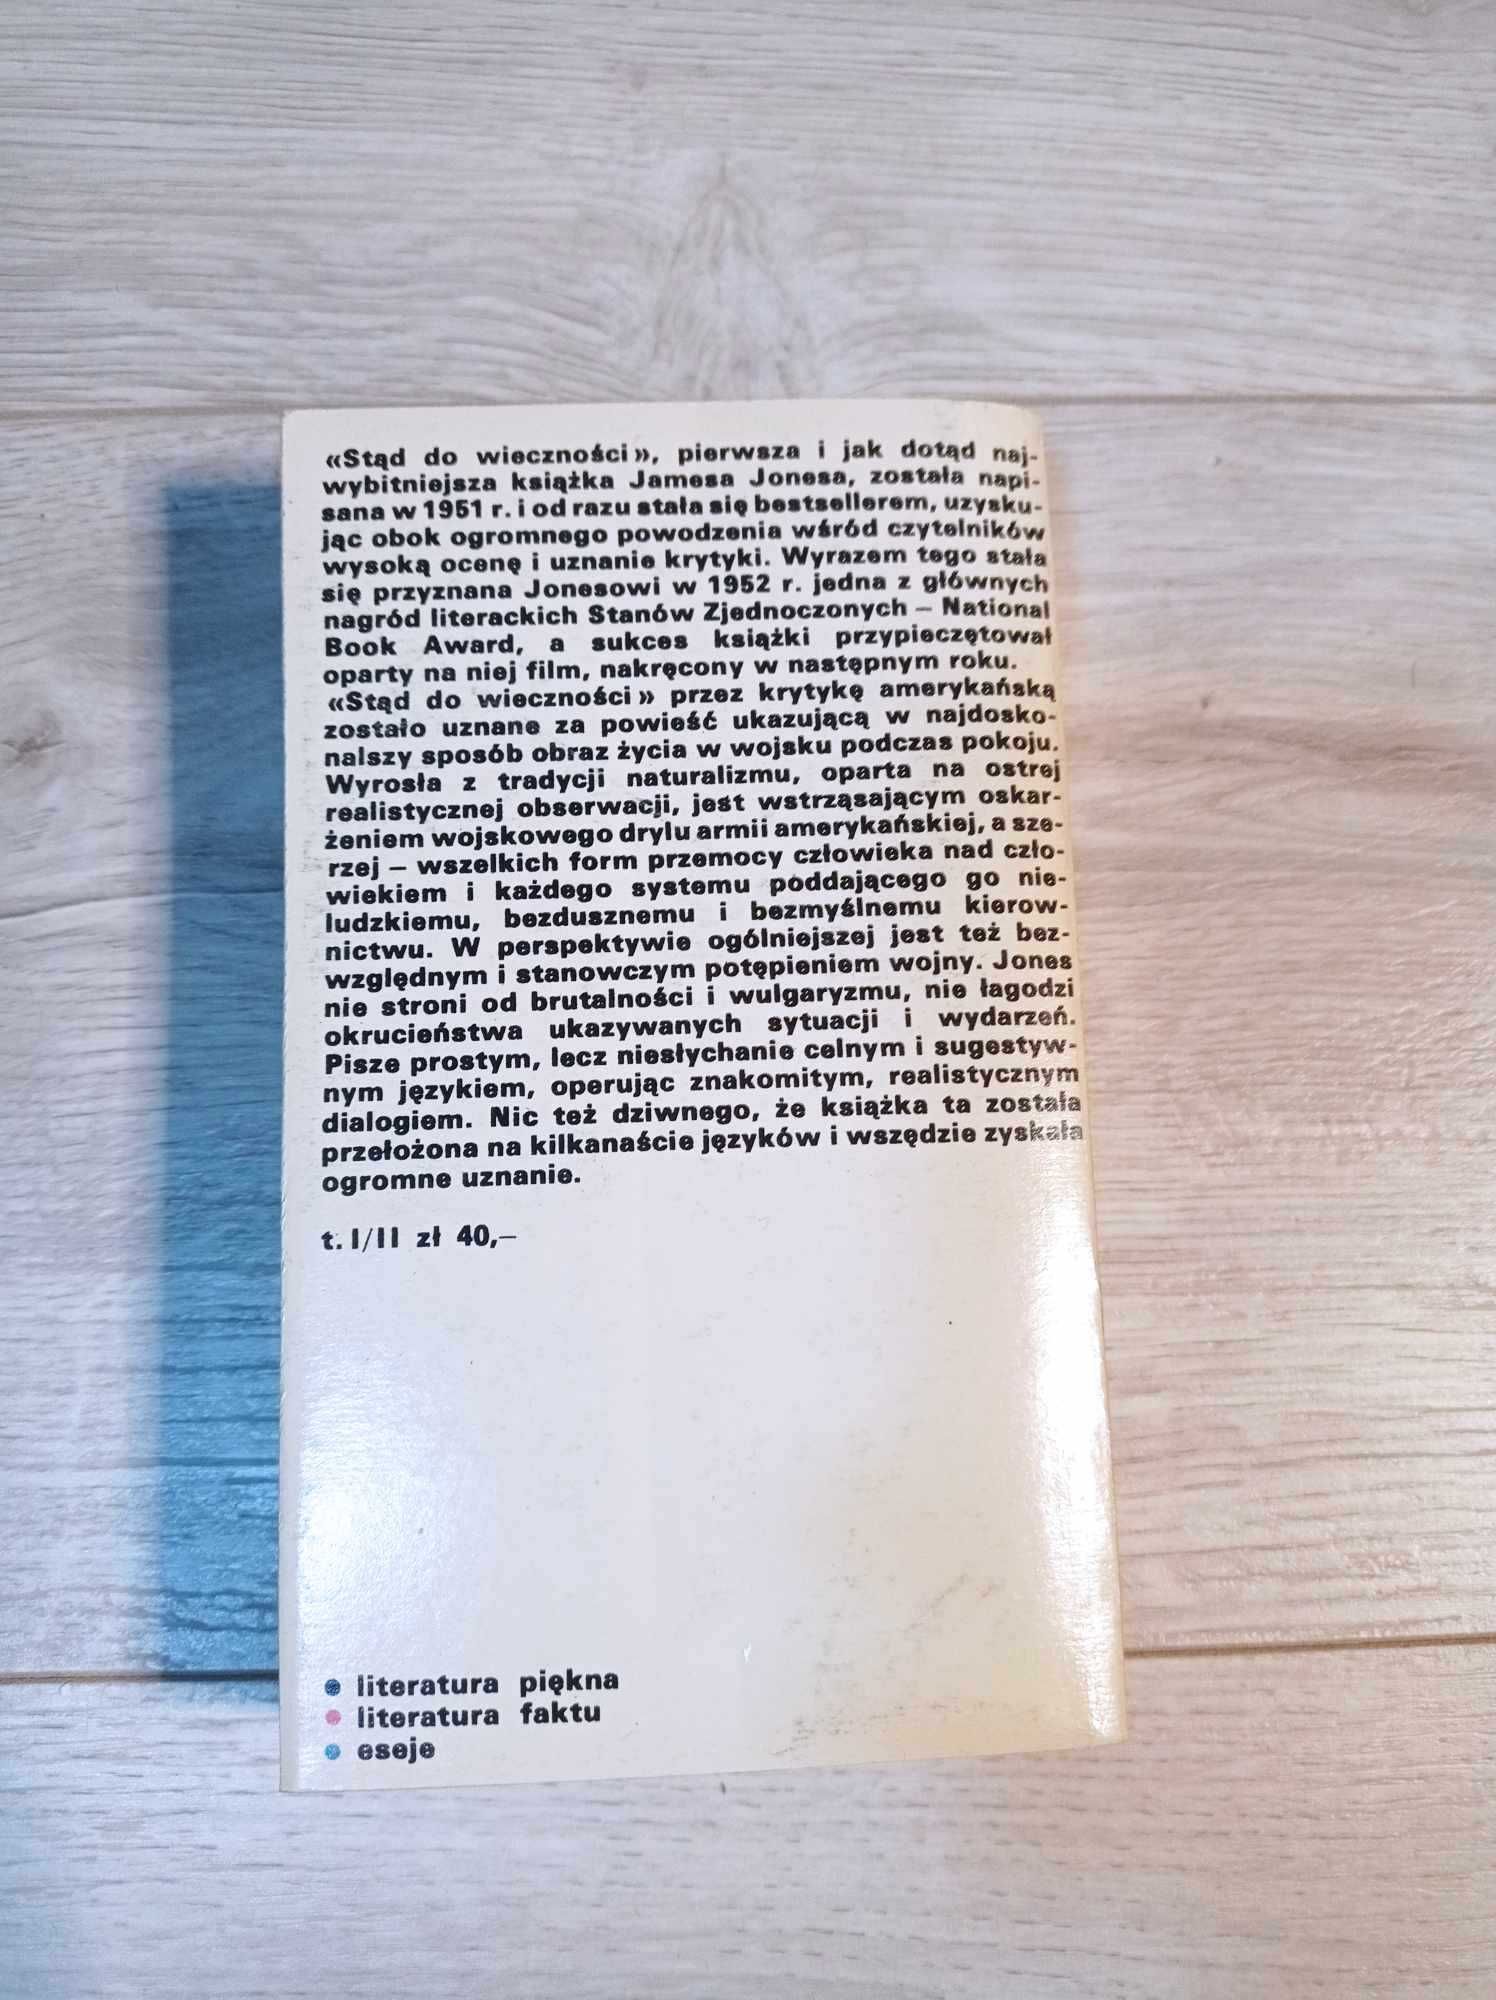 «Stąd do wieczności», pierwsza i jak dotąd naj-
wybitniejsza książka Jamesa Jonesa, została napi-
sana w 1951 r. i od razu stała się bestsellerem, uzysku-
jąc obok ogromnego powodzenia wśród czytelników
wysoką ocenę i uznanie krytyki. Wyrazem tego stała
się przyznana Jonesowi w 1952 r. jedna z głównych
nagród literackich Stanów Zjednoczonych – National
Book Award, a sukces książki przypieczętował
oparty na niej film, nakręcony w następnym roku.
«Stąd do wieczności» przez krytykę amerykańską
zostało uznane za powieść ukazującą w najdosko-
nalszy sposób obraz życia w wojsku podczas pokoju.
Wyrosła z tradycji naturalizmu, oparta na ostrej
realistycznej obserwacji, jest wstrząsającym oskar-
żeniem wojskowego drylu armii amerykańskiej, a sze-
rzej – wszelkich form przemocy człowieka nad czło-
wiekiem i każdego systemu poddającego go nie-
ludzkiemu, bezdusznemu i bezmyślnemu kierow-
nictwu. W perspektywie ogólniejszej jest też bez-
względnym i stanowczym potępieniem wojny. Jones
nie stroni od brutalności i wulgaryzmu, nie łagodzi
okrucieństwa ukazywanych sytuacji i wydarzeń.
Pisze prostym, lecz niesłychanie celnym i sugestyw-
nym językiem, operując znakomitym, realistycznym
dialogiem. Nic też dziwnego, że książka ta została
przełożona na kilkanaście języków i wszędzie zyskała
ogromne uznanie.
t. I/II zł 40,–
literatura piękna
literatura faktu
eseje